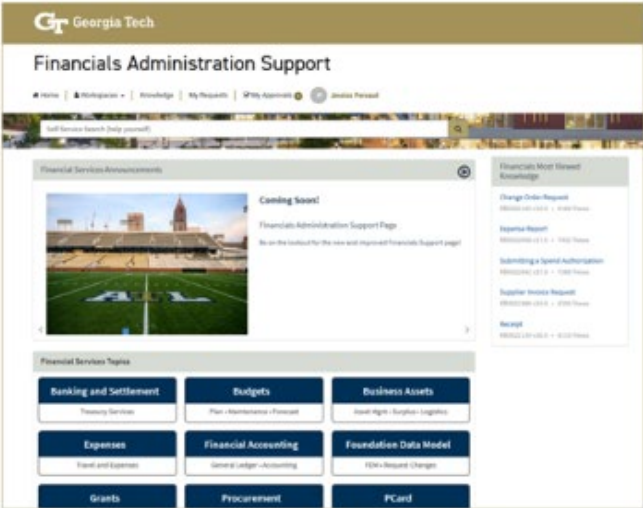 GT Georgia Tech
Financials Administration Support
Home | Workspaces | Knowledge | My Requests | My Approvals
Self Service Search (help yourself)
Financial Services Announcements
Coming Soon!
Financials Administration Support Page
Be on the lookout for the new and improved Financials Support page!
Financials Most Viewed
Knowledge
Change Order Request
Expense Report
Submitting a Spend Authorization
Supplier Invoice Request
Receipt
Financial Services Topics
Banking and Settlement
Treasury Services
Budgets
Plan • Maintenance • Forecast
Business Assets
Asset Mgmt • Surplus • Logistics
Expenses
Travel and Expenses
Financial Accounting
General Ledger • Accounting
Foundation Data Model
FDM • Request Changes
Grants
Procurement
PCard